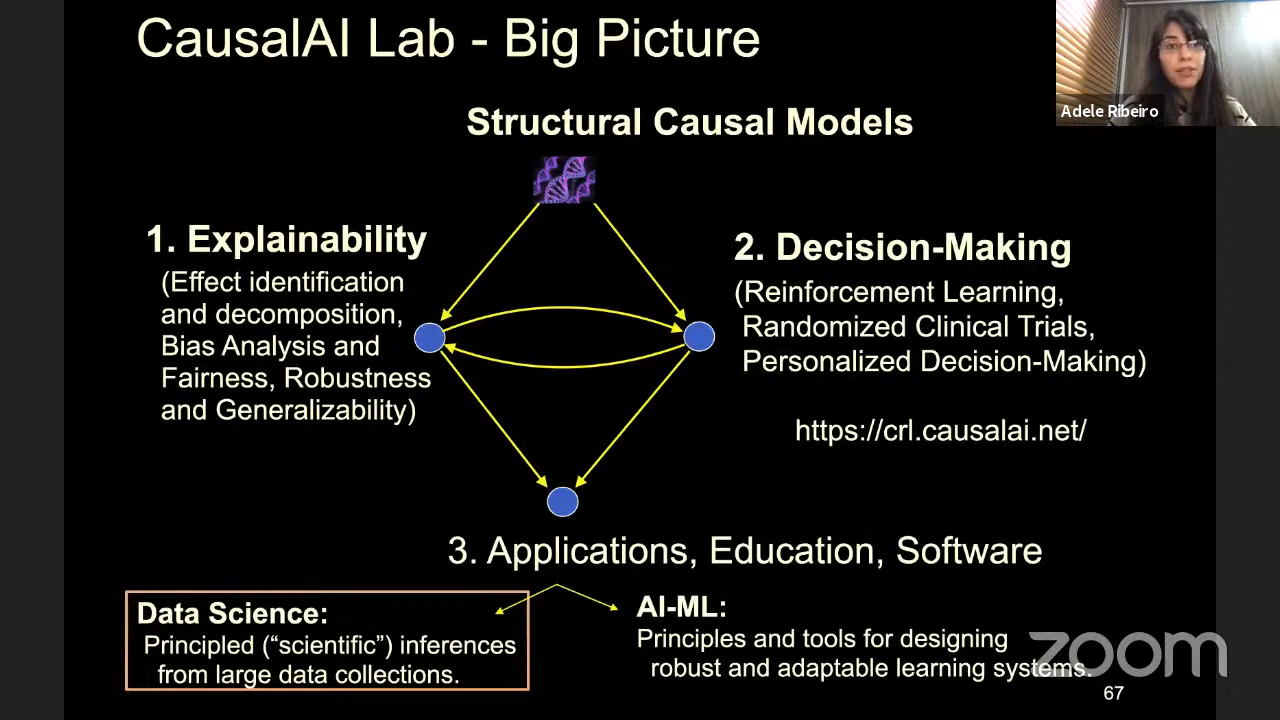 CausalAI Lab - Big Picture
Adele Ribeiro
Structural Causal Models
1. Explainability
(Effect identification
and decomposition,
Bias Analysis and
Fairness, Robustness
and Generalizability)
2. Decision-Making
(Reinforcement Learning,
Randomized Clinical Trials,
Personalized Decision-Making)
https://crl.causalai.net/
3. Applications, Education, Software
Data Science:
Principled (“scientific”) inferences
from large data collections.
AI-ML:
Principles and tools for designing
robust and adaptable learning systems.
zoom
67